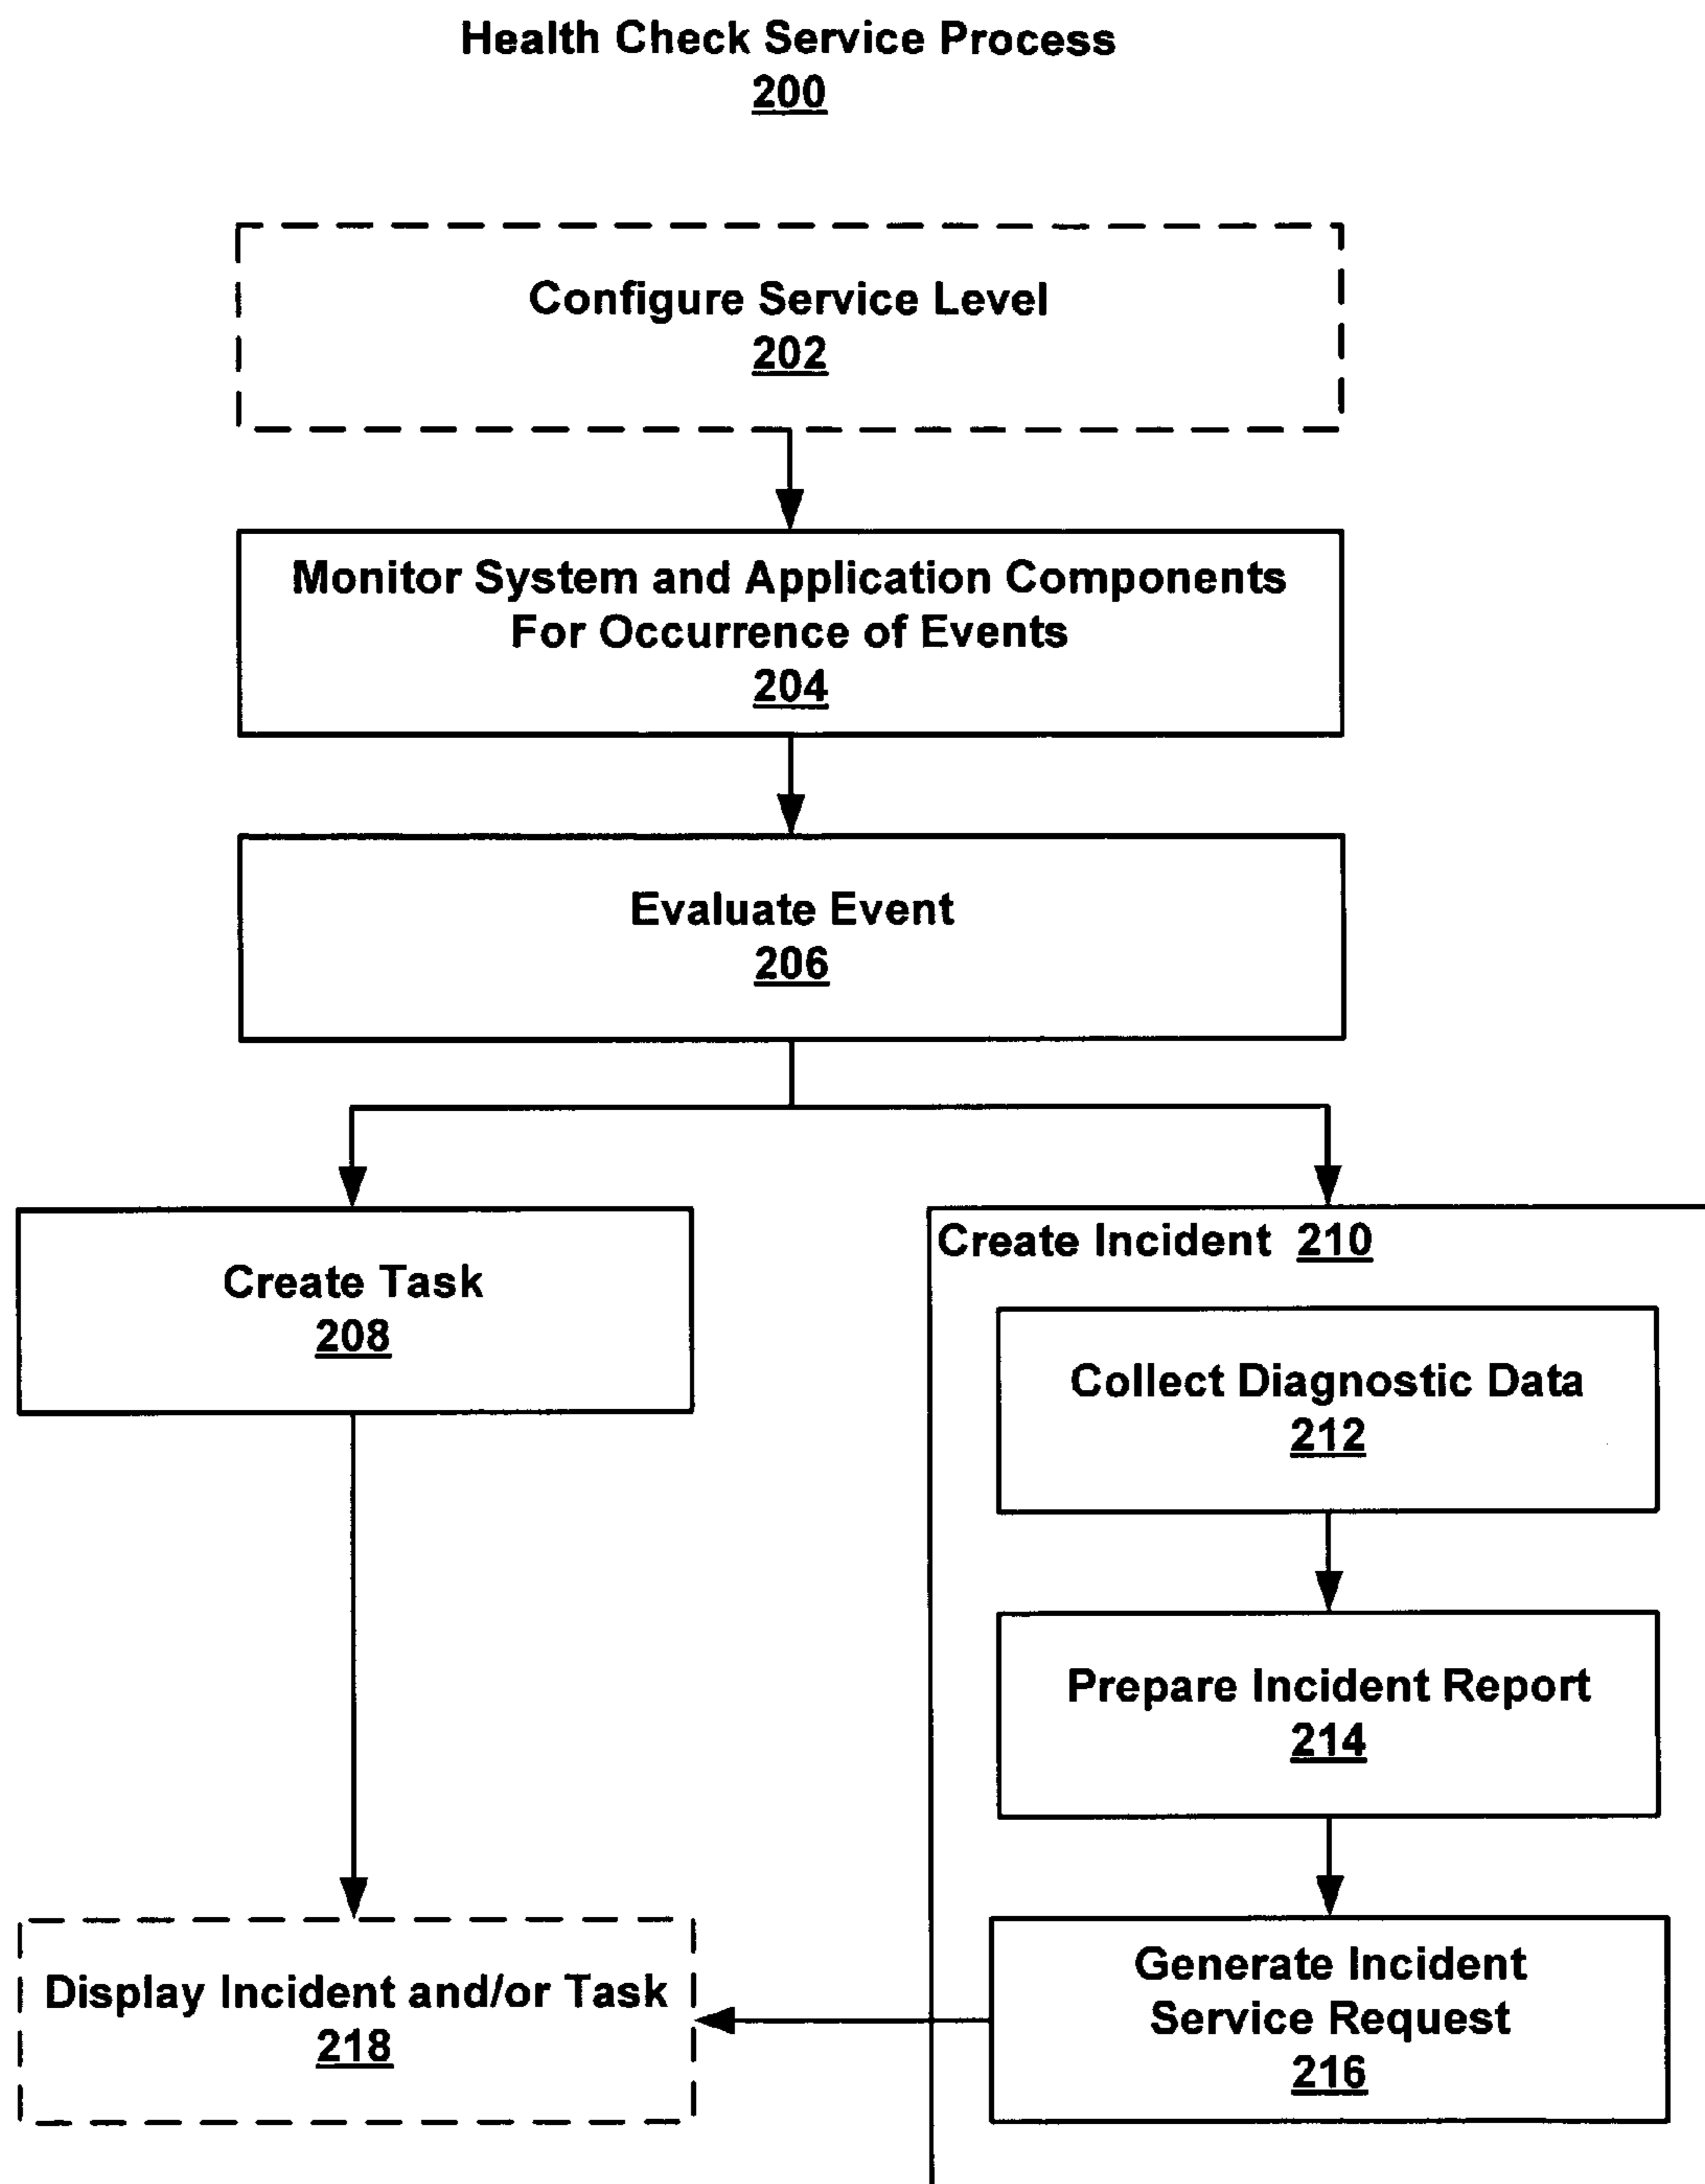 Health Check Service Process
200
Configure Service Level
202
Monitor System and Application Components
For Occurrence of Events
204
Evaluate Event
206
Create Task
208
Create Incident 210
Collect Diagnostic Data
212
Prepare Incident Report
214
Generate Incident
Service Request
216
Display Incident and/or Task
218